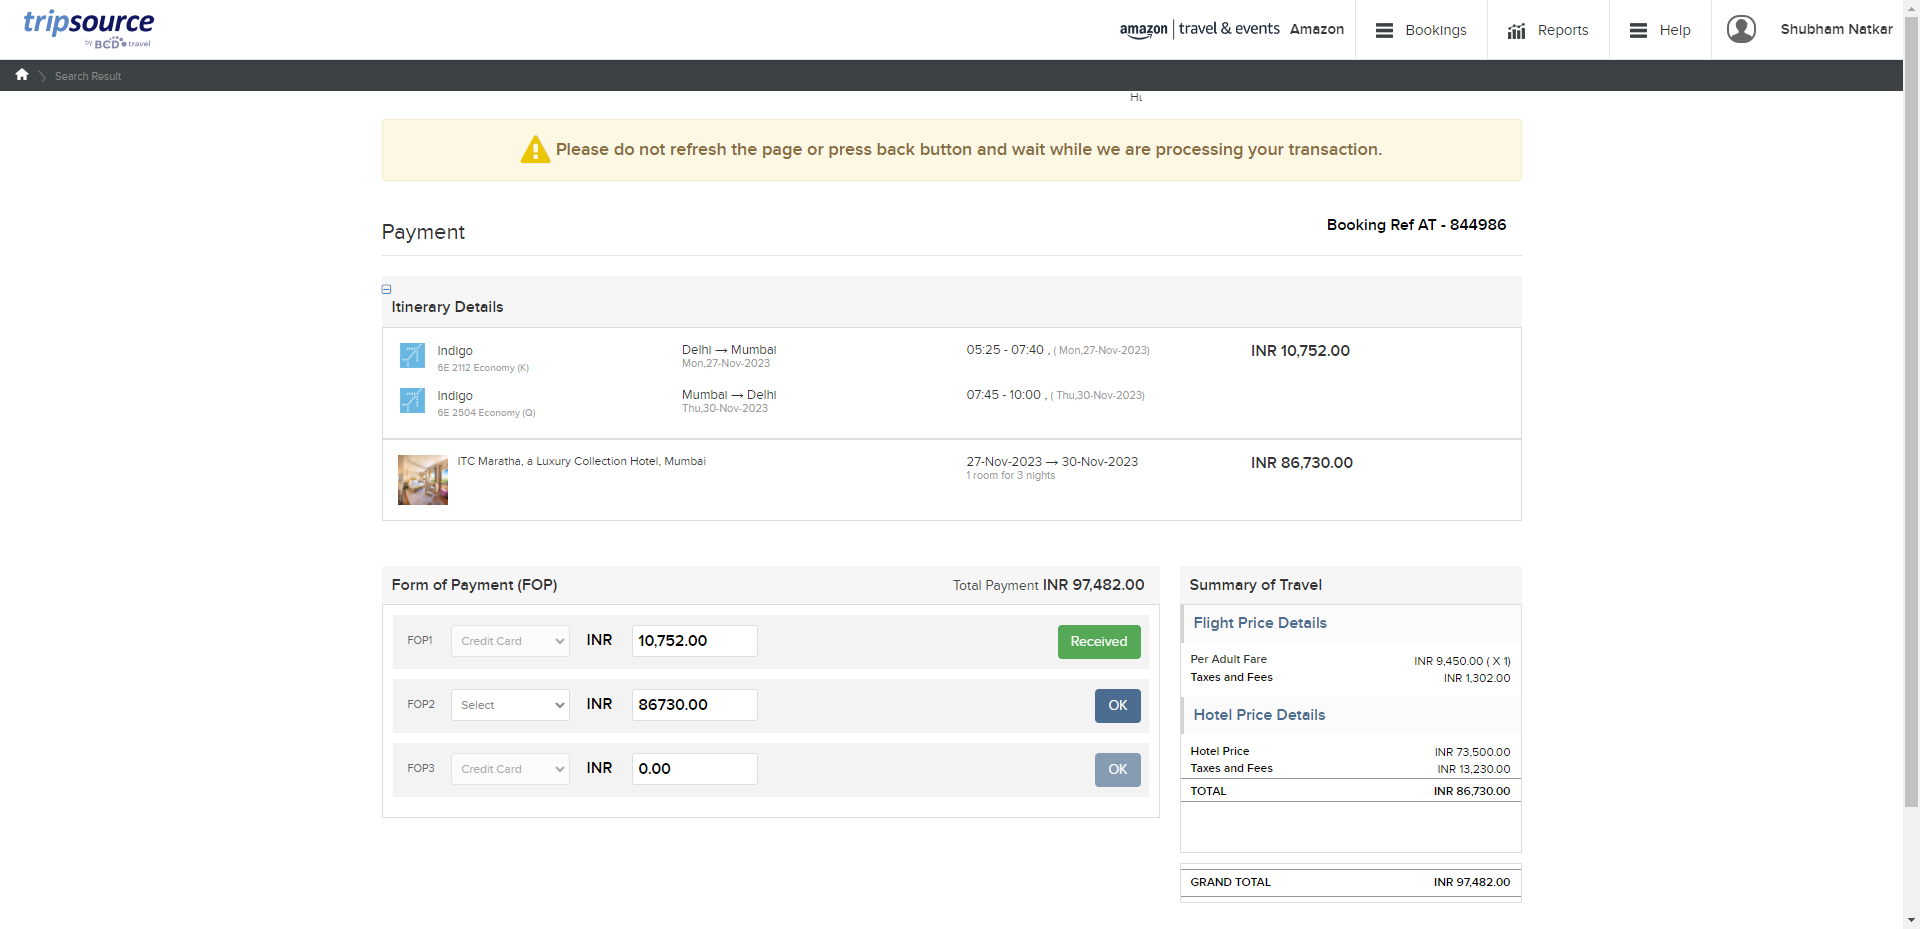 tripsource
by BCD travel
amazon | travel & events Amazon
Bookings
Reports
Help
Shubham Natkar
Search Result
Please do not refresh the page or press back button and wait while we are processing your transaction.
Payment
Booking Ref AT - 844986
Itinerary Details
Indigo Delhi → Mumbai 05:25 - 07:40 , ( Mon,27-Nov-2023) INR 10,752.00
6E 2112 Economy (K) Mon,27-Nov-2023
Indigo Mumbai → Delhi 07:45 - 10:00 , ( Thu,30-Nov-2023)
6E 2504 Economy (Q) Thu,30-Nov-2023
ITC Maratha, a Luxury Collection Hotel, Mumbai 27-Nov-2023 → 30-Nov-2023 INR 86,730.00
1 room for 3 nights
Form of Payment (FOP) Total Payment INR 97,482.00
FOP1 Credit Card INR 10,752.00 Received
FOP2 Select INR 86730.00 OK
FOP3 Credit Card INR 0.00 OK
Summary of Travel
Flight Price Details
Per Adult Fare INR 9,450.00 ( X 1)
Taxes and Fees INR 1,302.00
Hotel Price Details
Hotel Price INR 73,500.00
Taxes and Fees INR 13,230.00
TOTAL INR 86,730.00
GRAND TOTAL INR 97,482.00